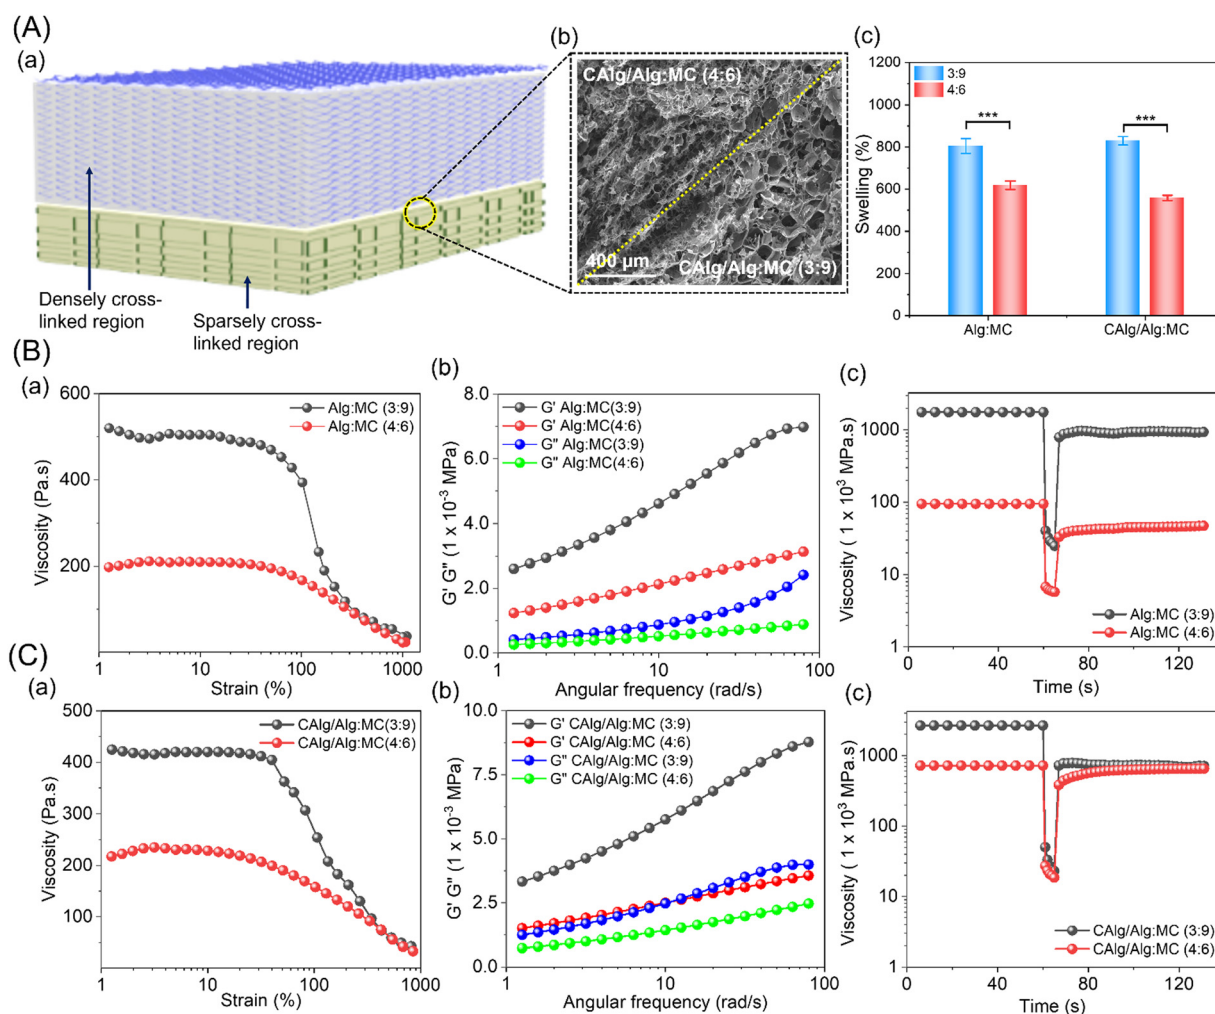 (A)
(a)
Densely cross-
linked region
Sparsely cross-
linked region
(b)
CAlg/Alg:MC (4:6)
400 µm
CAlg/Alg:MC (3:9)
(c)
3:9
4:6
***
***
1200
1000
800
600
400
200
0
Swelling (%)
Alg:MC
CAlg/Alg:MC
(B)
(a)
Alg:MC (3:9)
Alg:MC (4:6)
600
400
200
Viscosity (Pa.s)
1
10
100
1000
Strain (%)
(b)
G' Alg:MC(3:9)
G' Alg:MC(4:6)
G" Alg:MC(3:9)
G" Alg:MC(4:6)
8.0
6.0
4.0
2.0
0.0
G' G" (1 x 10⁻³ MPa)
1
10
100
Angular frequency (rad/s)
(c)
1000
100
10
1
Viscosity ( 1 x 10³ MPa.s)
Alg:MC (3:9)
Alg:MC (4:6)
0
40
80
120
Time (s)
(C)
(a)
CAlg/Alg:MC(3:9)
CAlg/Alg:MC(4:6)
500
400
300
200
100
Viscosity (Pa.s)
1
10
100
1000
Strain (%)
(b)
G' CAlg/Alg:MC (3:9)
G' CAlg/Alg:MC (4:6)
G" CAlg/Alg:MC (3:9)
G" CAlg/Alg:MC (4:6)
10.0
7.5
5.0
2.5
0.0
G' G" (1 x 10⁻³ MPa)
1
10
100
Angular frequency (rad/s)
(c)
1000
100
10
1
Viscosity ( 1 x 10³ MPa.s)
CAlg/Alg:MC (3:9)
CAlg/Alg:MC (4:6)
0
40
80
120
Time (s)